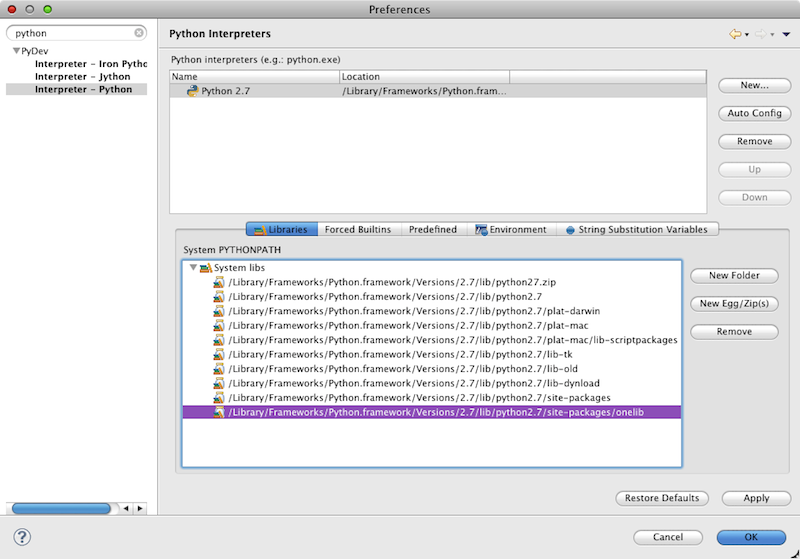 Preferences
python
PyDev
Interpreter - Iron Pytho
Interpreter - Jython
Interpreter - Python
Python Interpreters
Python interpreters (e.g.: python.exe)
Name Location
Python 2.7 /Library/Frameworks/Python.fram...
New...
Auto Config
Remove
Up
Down
Libraries Forced Builtins Predefined Environment String Substitution Variables
System PYTHONPATH
System libs
/Library/Frameworks/Python.framework/Versions/2.7/lib/python27.zip
/Library/Frameworks/Python.framework/Versions/2.7/lib/python2.7
/Library/Frameworks/Python.framework/Versions/2.7/lib/python2.7/plat-darwin
/Library/Frameworks/Python.framework/Versions/2.7/lib/python2.7/plat-mac
/Library/Frameworks/Python.framework/Versions/2.7/lib/python2.7/plat-mac/lib-scriptpackages
/Library/Frameworks/Python.framework/Versions/2.7/lib/python2.7/lib-tk
/Library/Frameworks/Python.framework/Versions/2.7/lib/python2.7/lib-old
/Library/Frameworks/Python.framework/Versions/2.7/lib/python2.7/lib-dynload
/Library/Frameworks/Python.framework/Versions/2.7/lib/python2.7/site-packages
/Library/Frameworks/Python.framework/Versions/2.7/lib/python2.7/site-packages/onelib
New Folder
New Egg/Zip(s)
Remove
Restore Defaults Apply
? Cancel OK